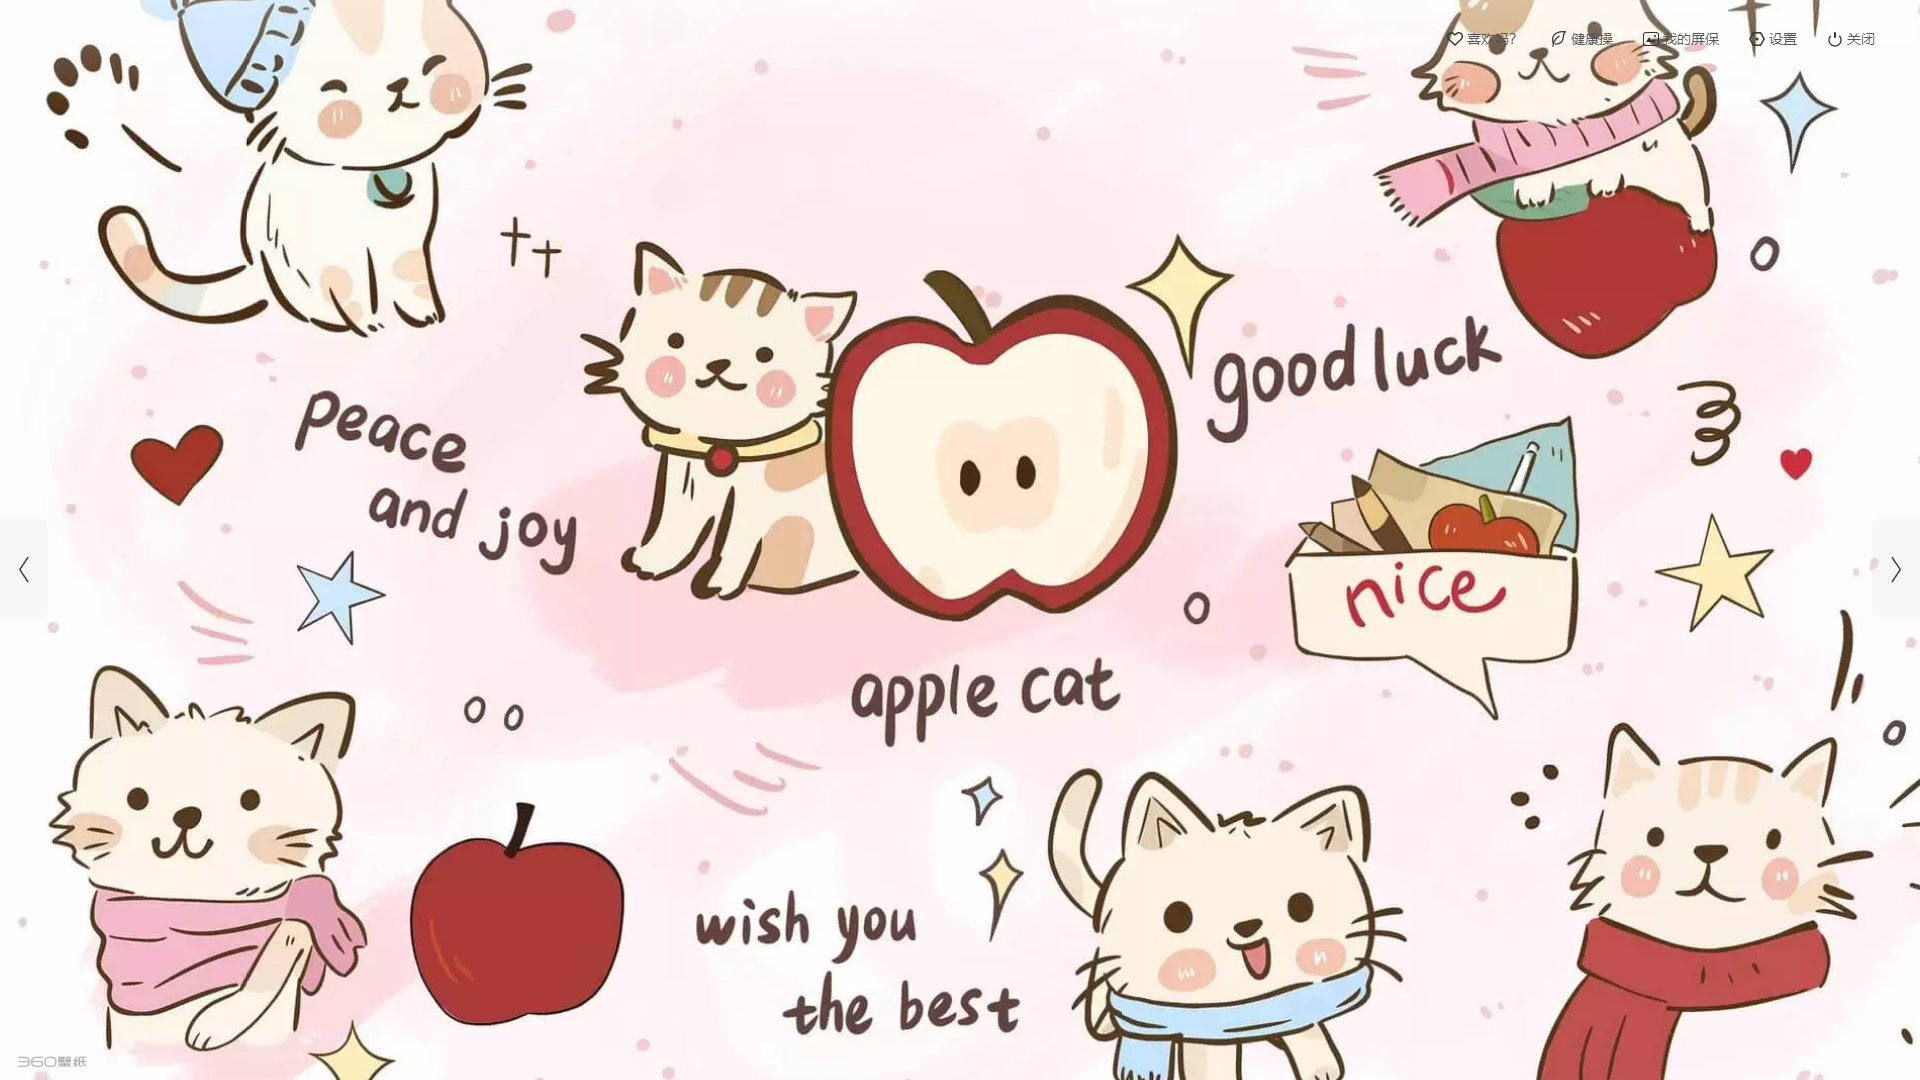 喜欢吗?
健康操
我的屏保
设置
关闭
good luck
peace
and joy
nice
apple cat
wish you
the best
360壁纸